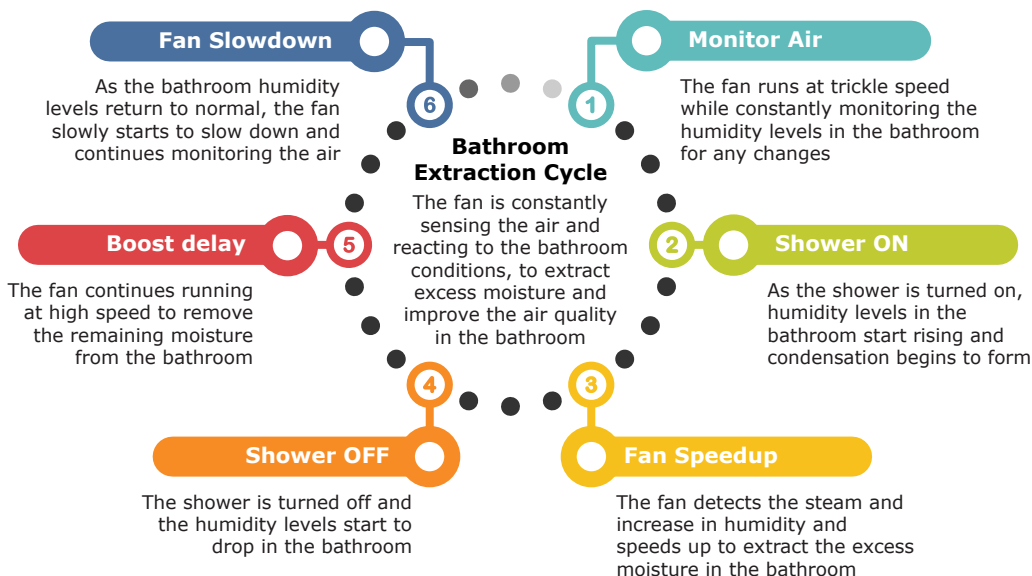 Bathroom
Extraction Cycle
The fan is constantly
sensing the air and
reacting to the bathroom
conditions, to extract
excess moisture and
improve the air quality
in the bathroom
1
Monitor Air
The fan runs at trickle speed
while constantly monitoring the
humidity levels in the bathroom
for any changes
2
Shower ON
As the shower is turned on,
humidity levels in the
bathroom start rising and
condensation begins to form
3
Fan Speedup
The fan detects the steam and
increase in humidity and
speeds up to extract the excess
moisture in the bathroom
4
Shower OFF
The shower is turned off and
the humidity levels start to
drop in the bathroom
5
Boost delay
The fan continues running
at high speed to remove
the remaining moisture
from the bathroom
6
Fan Slowdown
As the bathroom humidity
levels return to normal, the fan
slowly starts to slow down and
continues monitoring the air